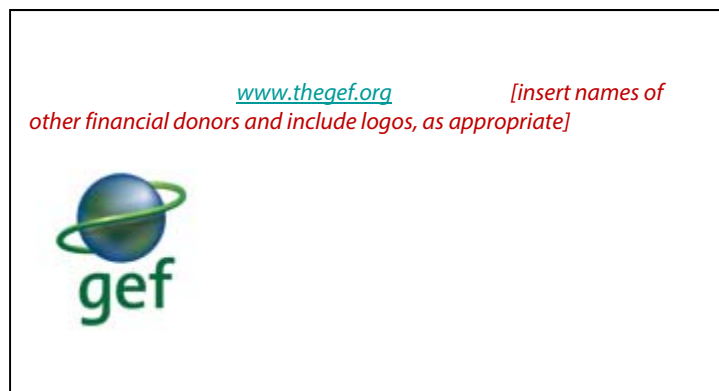 www.thegef.org [insert names of
other financial donors and include logos, as appropriate]
gef